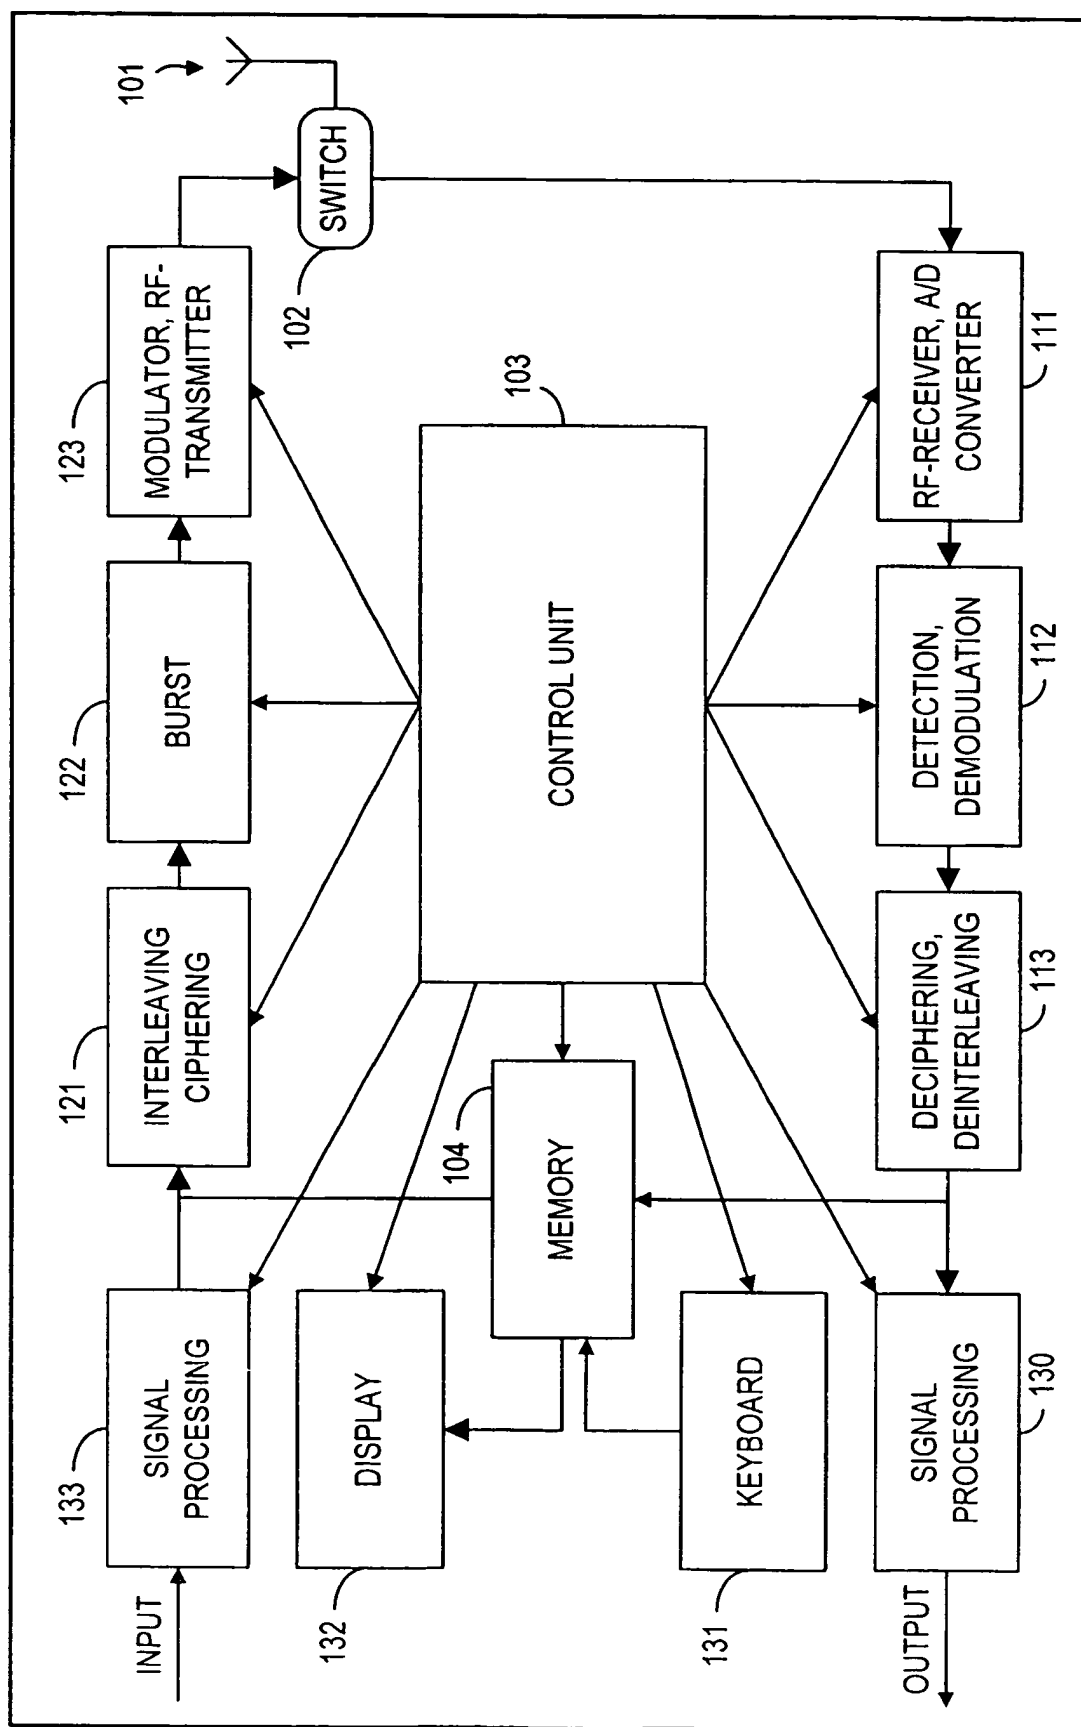 INPUT
133
SIGNAL
PROCESSING
121
INTERLEAVING
CIPHERING
122
BURST
123
MODULATOR, RF-
TRANSMITTER
101
SWITCH
102
132
DISPLAY
104
MEMORY
103
CONTROL UNIT
131
KEYBOARD
OUTPUT
SIGNAL
PROCESSING
130
DECIPHERING,
DEINTERLEAVING
113
DETECTION,
DEMODULATION
112
RF-RECEIVER, A/D
CONVERTER
111